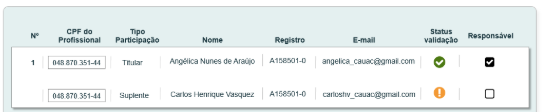 Nº CPF do Profissional Tipo Participação Nome Registro E-mail Status validação Responsável
1 048.870.351-44 Titular Angélica Nunes de Araújo A158501-0 angelica_cauac@gmail.com
048.870.351-44 Suplente Carlos Henrique Vasquez A158501-0 carloshv_cauac@gmail.com